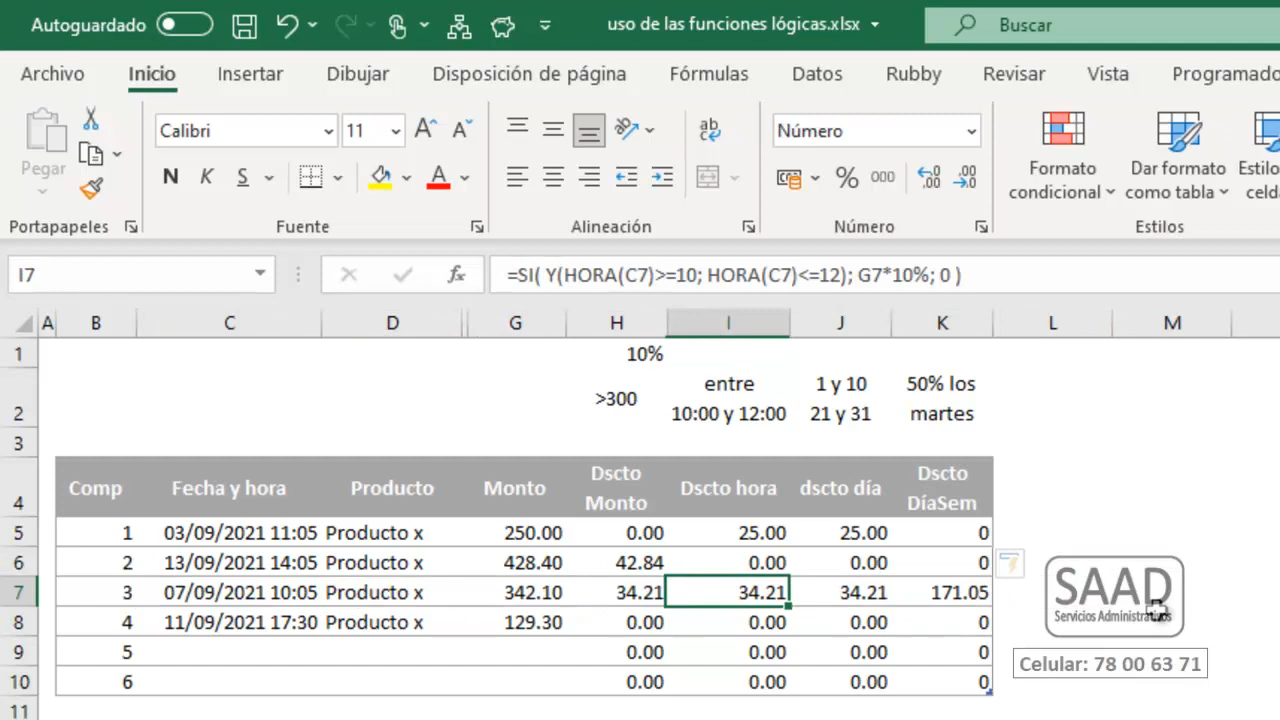 Autoguardado
uso de las funciones lógicas.xlsx
Buscar
Archivo Inicio Insertar Dibujar Disposición de página Fórmulas Datos Rubby Revisar Vista Programado
Pegar
Calibri 11 A A
ab
c
Número
N K S A
% 000
,00
,0
Formato
condicional
Dar formato
como tabla
Estilo
celd
Portapapeles Fuente Alineación Número Estilos
I7 fx =SI( Y(HORA(C7)>=10; HORA(C7)<=12); G7*10%; 0 )
A B C D G H I J K L M
1 10%
2 >300 entre 10:00 y 12:00 1 y 10 21 y 31 50% los martes
3
4 Comp Fecha y hora Producto Monto Dscto Monto Dscto hora dscto día Dscto DíaSem
5 1 03/09/2021 11:05 Producto x 250.00 0.00 25.00 25.00 0
6 2 13/09/2021 14:05 Producto x 428.40 42.84 0.00 0.00 0
7 3 07/09/2021 10:05 Producto x 342.10 34.21 34.21 34.21 171.05
8 4 11/09/2021 17:30 Producto x 129.30 0.00 0.00 0.00 0
9 5 0.00 0.00 0.00 0
10 6 0.00 0.00 0.00 0
11
SAAD
Servicios Administrativos
Celular: 78 00 63 71